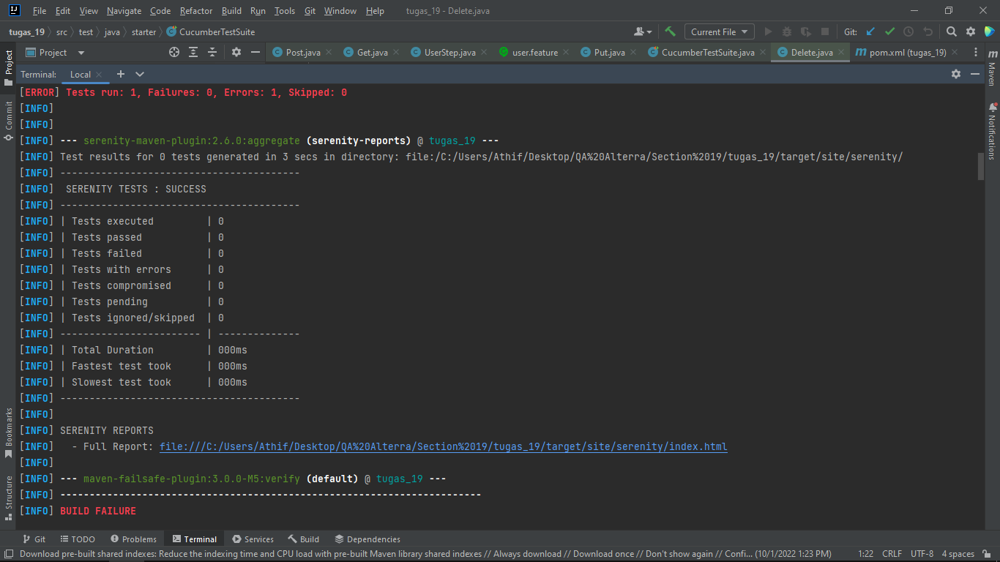 File Edit View Navigate Code Refactor Build Run Tools Git Window Help tugas_19 - Delete.java
tugas_19 src test java starter CucumberTestSuite Current File Git:
Project Post.java Get.java UserStep.java user.feature Put.java CucumberTestSuite.java Delete.java pom.xml (tugas_19)
Terminal: Local
[ERROR] Tests run: 1, Failures: 0, Errors: 1, Skipped: 0
[INFO]
[INFO]
[INFO] --- serenity-maven-plugin:2.6.0:aggregate (serenity-reports) @ tugas_19 ---
[INFO] Test results for 0 tests generated in 3 secs in directory: file:/C:/Users/Athif/Desktop/QA%20Alterra/Section%2019/tugas_19/target/site/serenity/
[INFO] -----------------------------------------
[INFO]  SERENITY TESTS : SUCCESS
[INFO] -----------------------------------------
[INFO] | Tests executed         | 0
[INFO] | Tests passed           | 0
[INFO] | Tests failed           | 0
[INFO] | Tests with errors      | 0
[INFO] | Tests compromised      | 0
[INFO] | Tests pending          | 0
[INFO] | Tests ignored/skipped  | 0
[INFO] ------------------------ | --------------
[INFO] | Total Duration         | 000ms
[INFO] | Fastest test took      | 000ms
[INFO] | Slowest test took      | 000ms
[INFO] -----------------------------------------
[INFO]
[INFO] SERENITY REPORTS
[INFO]   - Full Report: file:///C:/Users/Athif/Desktop/QA%20Alterra/Section%2019/tugas_19/target/site/serenity/index.html
[INFO]
[INFO] --- maven-failsafe-plugin:3.0.0-M5:verify (default) @ tugas_19 ---
[INFO] ------------------------------------------------------------------------
[INFO] BUILD FAILURE
Project
Commit
Bookmarks
Structure
Maven
Notifications
Git TODO Problems Terminal Services Build Dependencies
Download pre-built shared indexes: Reduce the indexing time and CPU load with pre-built Maven library shared indexes // Always download // Download once // Don't show again // Confi... (10/1/2022 1:23 PM) 1:22 CRLF UTF-8 4 spaces